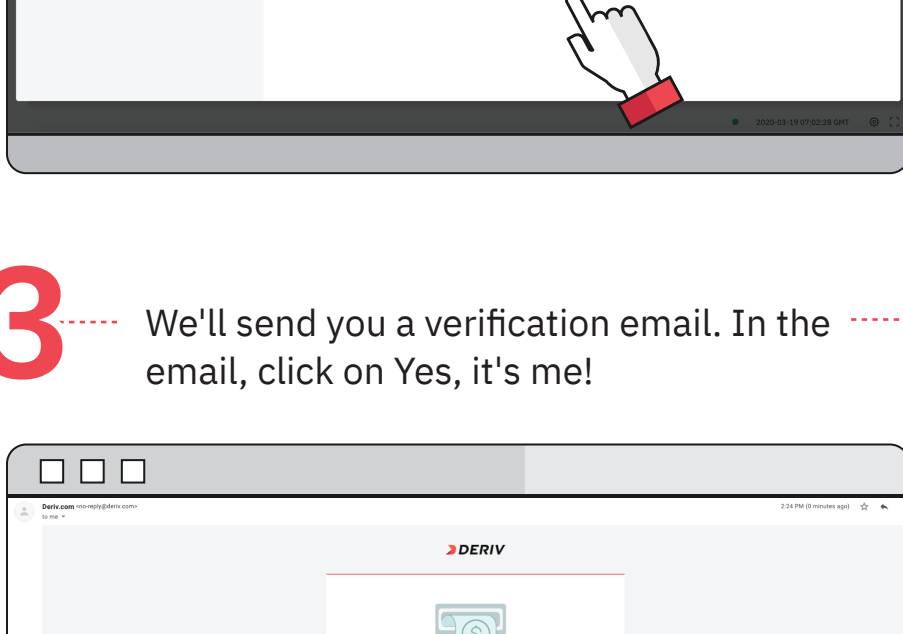 2020-03-19 07:02:28 GMT
3
We'll send you a verification email. In the
email, click on Yes, it's me!
Deriv.com <no-reply@deriv.com>
2:24 PM (0 minutes ago)
to me
DERIV
$